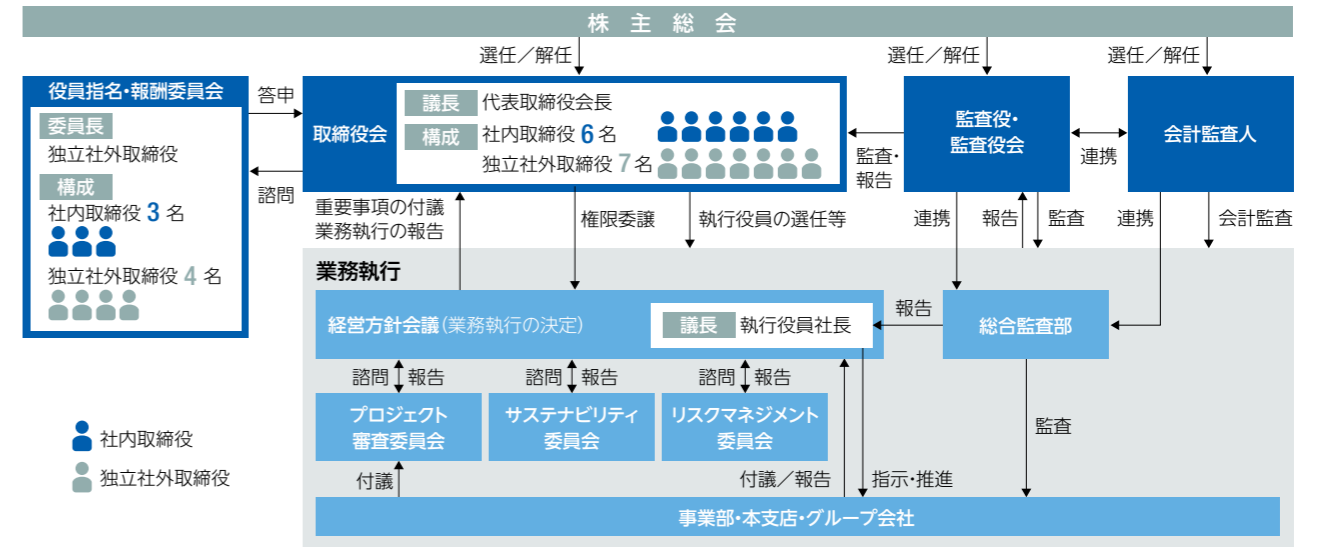 株主総会
選任／解任
選任／解任
選任／解任
役員指名・報酬委員会
委員長
独立社外取締役
構成
社内取締役 3 名
独立社外取締役 4 名
答申
諮問
取締役会
議長 代表取締役会長
構成 社内取締役 6 名
独立社外取締役 7 名
監査・
報告
監査役・
監査役会
連携
会計監査人
重要事項の付議
業務執行の報告
権限委譲
執行役員の選任等
連携
報告
監査
連携
会計監査
業務執行
経営方針会議(業務執行の決定)
議長 執行役員社長
報告
総合監査部
諮問 報告
諮問 報告
諮問 報告
プロジェクト
審査委員会
サステナビリティ
委員会
リスクマネジメント
委員会
監査
付議
付議／報告
指示・推進
事業部・本支店・グループ会社
社内取締役
独立社外取締役